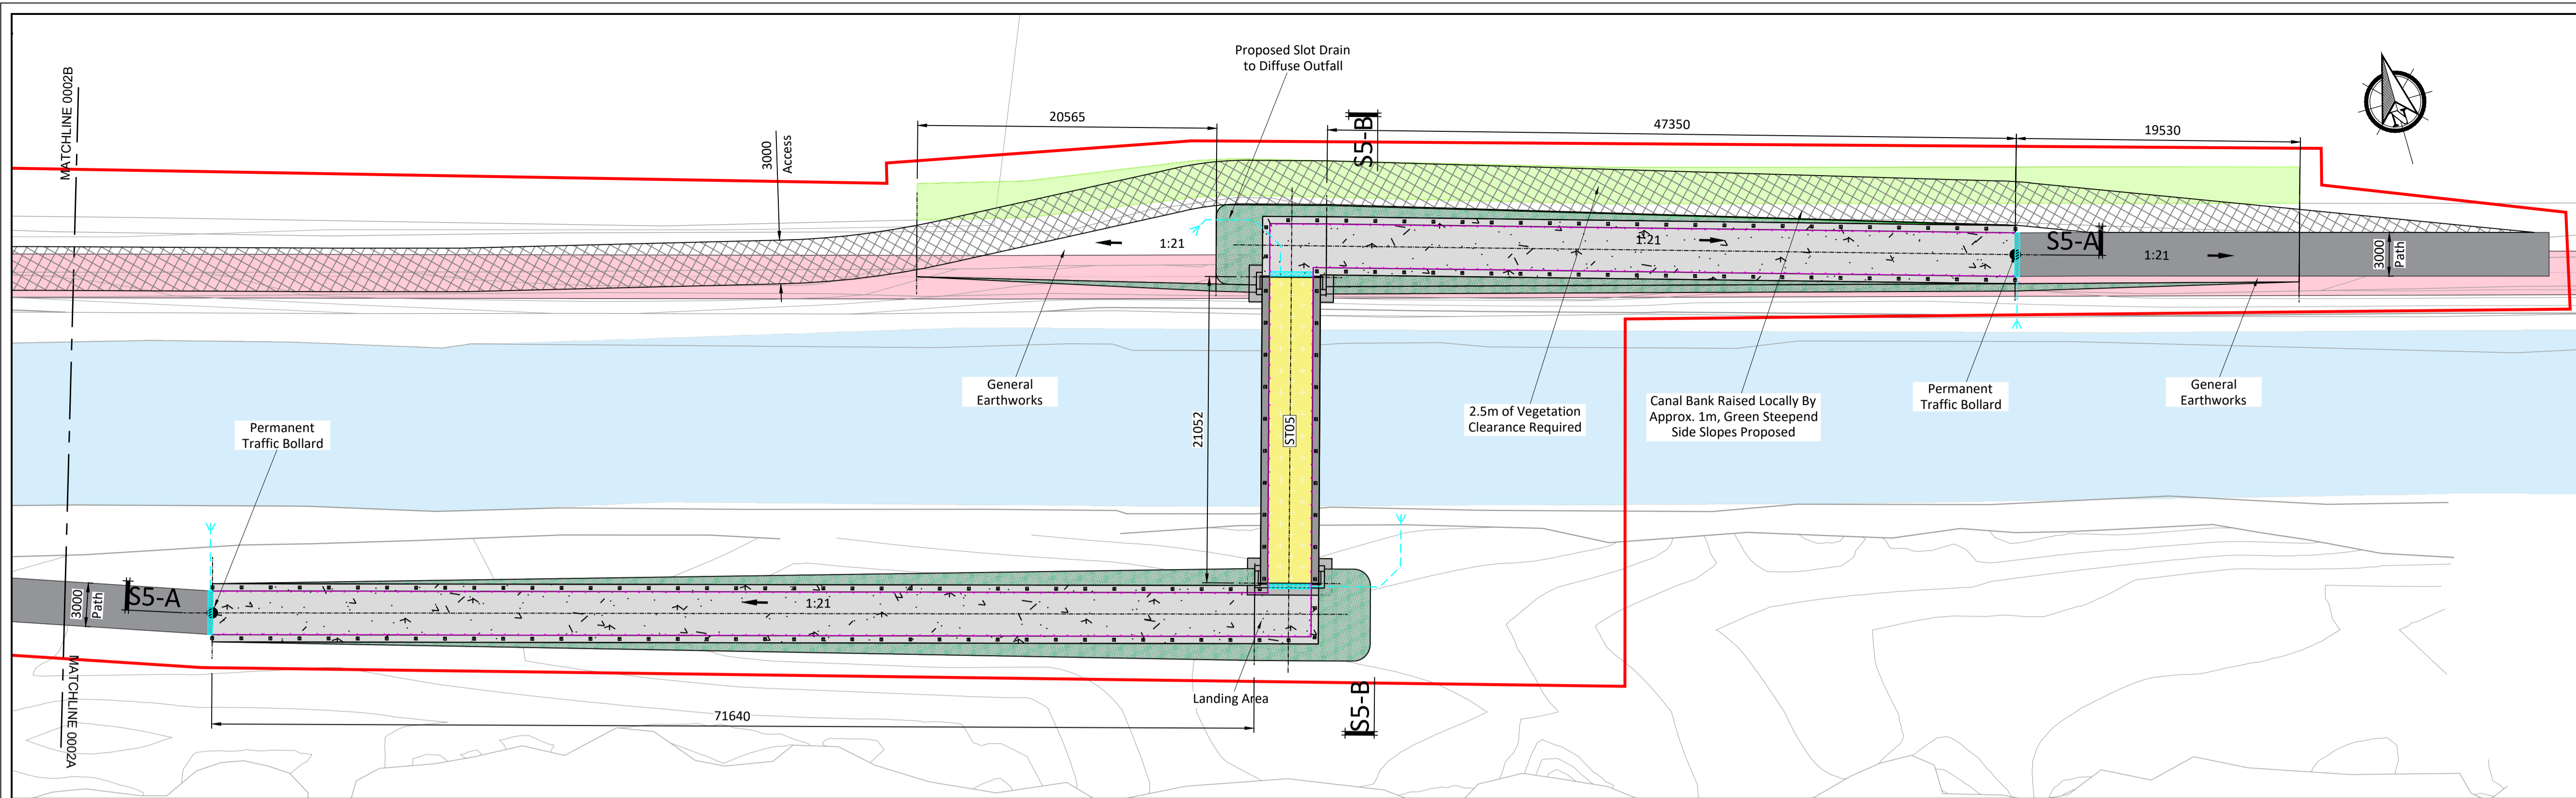 MATCHLINE 0002B
Proposed Slot Drain
to Diffuse Outfall
20565
3000
Access
S5-B
47350
19530
N
1:21
1:21
S5-A
1:21
3000
Path
General
Earthworks
21052
ST05
2.5m of Vegetation
Clearance Required
Canal Bank Raised Locally By
Approx. 1m, Green Steepend
Side Slopes Proposed
Permanent
Traffic Bollard
General
Earthworks
Permanent
Traffic Bollard
3000
Path
S5-A
1:21
MATCHLINE 0002A
Landing Area
71640
S5-B